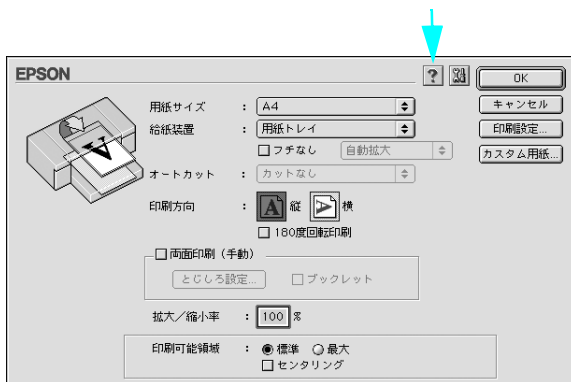 EPSON
?
OK
用紙サイズ : A4
キャンセル
給紙装置 : 用紙トレイ
印刷設定...
フチなし 自動拡大
カスタム用紙...
オートカット : カットなし
印刷方向 : A 縦 A 横
180度回転印刷
両面印刷(手動)
とじしろ設定... ブックレット
拡大/縮小率 : 100 %
印刷可能領域 : 標準 最大
センタリング